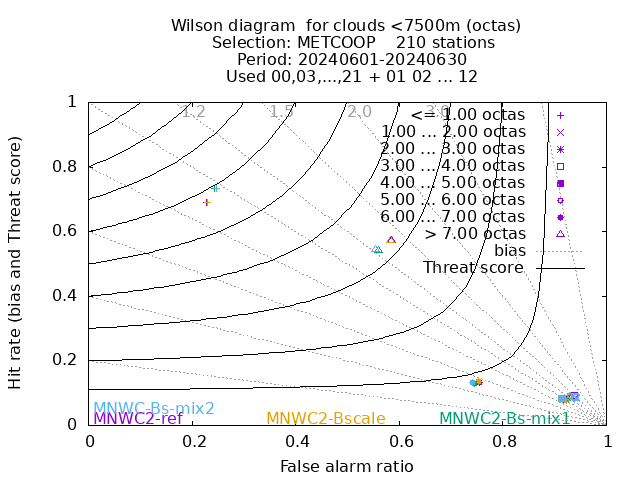 Wilson diagram  for clouds <7500m (octas)
Selection: METCOOP    210 stations
Period: 20240601-20240630
Used 00,03,...,21 + 01 02 ... 12
1.2 1.5 2.0 3.0
<= 1.00 octas
1.00 ... 2.00 octas
2.00 ... 3.00 octas
3.00 ... 4.00 octas
4.00 ... 5.00 octas
5.00 ... 6.00 octas
6.00 ... 7.00 octas
> 7.00 octas
bias
Threat score
Hit rate (bias and Threat score)
1
0.8
0.6
0.4
0.2
0
MNWC-Bs-mix2
MNWC2-ref MNWC2-Bscale MNWC2-Bs-mix1
0 0.2 0.4 0.6 0.8 1
False alarm ratio